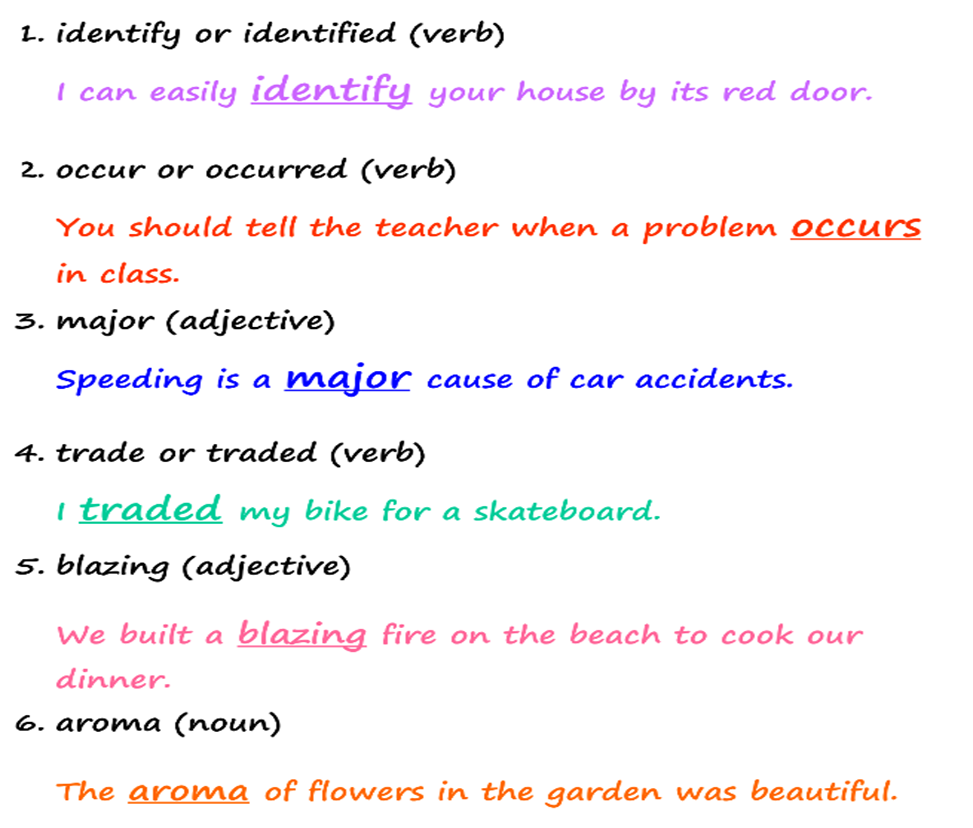 1. identify or identified (verb)
I can easily identify your house by its red door.
2. occur or occurred (verb)
You should tell the teacher when a problem occurs
in class.
3. major (adjective)
Speeding is a major cause of car accidents.
4. trade or traded (verb)
I traded my bike for a skateboard.
5. blazing (adjective)
We built a blazing fire on the beach to cook our
dinner.
6. aroma (noun)
The aroma of flowers in the garden was beautiful.